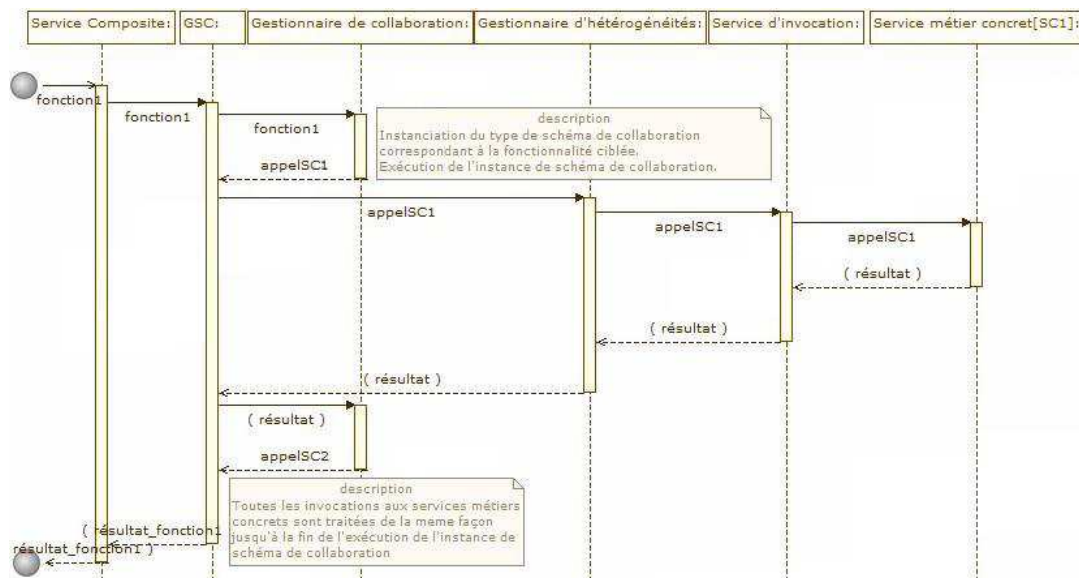 Service Composite:
GSC:
Gestionnaire de collaboration:
Gestionnaire d'hétérogénéités:
Service d'invocation:
Service métier concret[SC1]:
fonction1
fonction1
fonction1
description
Instanciation du type de schéma de collaboration
correspondant à la fonctionnalité ciblée.
Exécution de l'instance de schéma de collaboration.
appelSC1
appelSC1
appelSC1
appelSC1
( résultat )
( résultat )
( résultat )
( résultat )
appelSC2
description
Toutes les invocations aux services métiers
concrets sont traitées de la meme façon
jusqu'à la fin de l'exécution de l'instance de
schéma de collaboration
( résultat_fonction1
résultat_fonction1 )